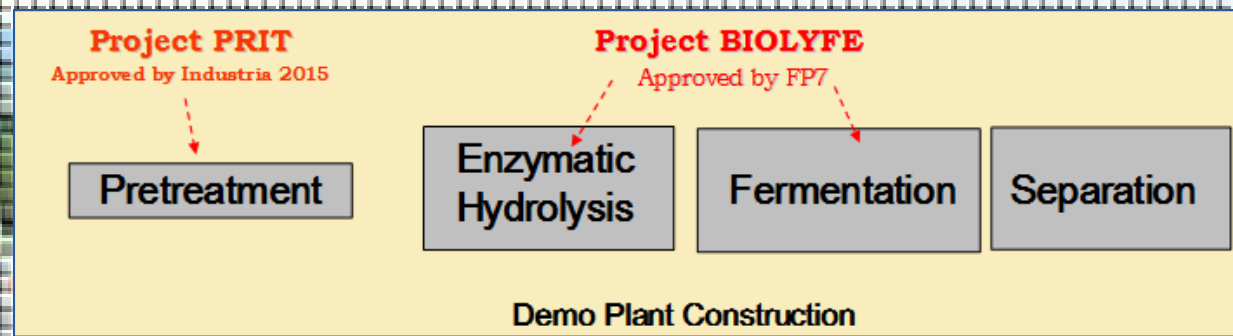 Project PRIT
Approved by Industria 2015
Project BIOLYFE
Approved by FP7
Pretreatment
Enzymatic
Hydrolysis
Fermentation
Separation
Demo Plant Construction